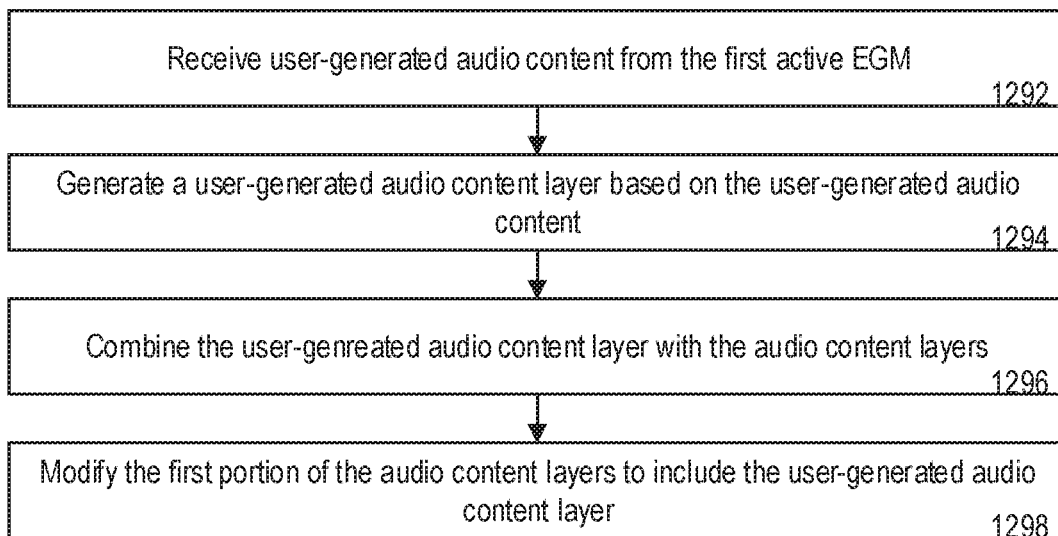 Receive user-generated audio content from the first active EGM
1292
Generate a user-generated audio content layer based on the user-generated audio
content
1294
Combine the user-genreated audio content layer with the audio content layers
1296
Modify the first portion of the audio content layers to include the user-generated audio
content layer
1298